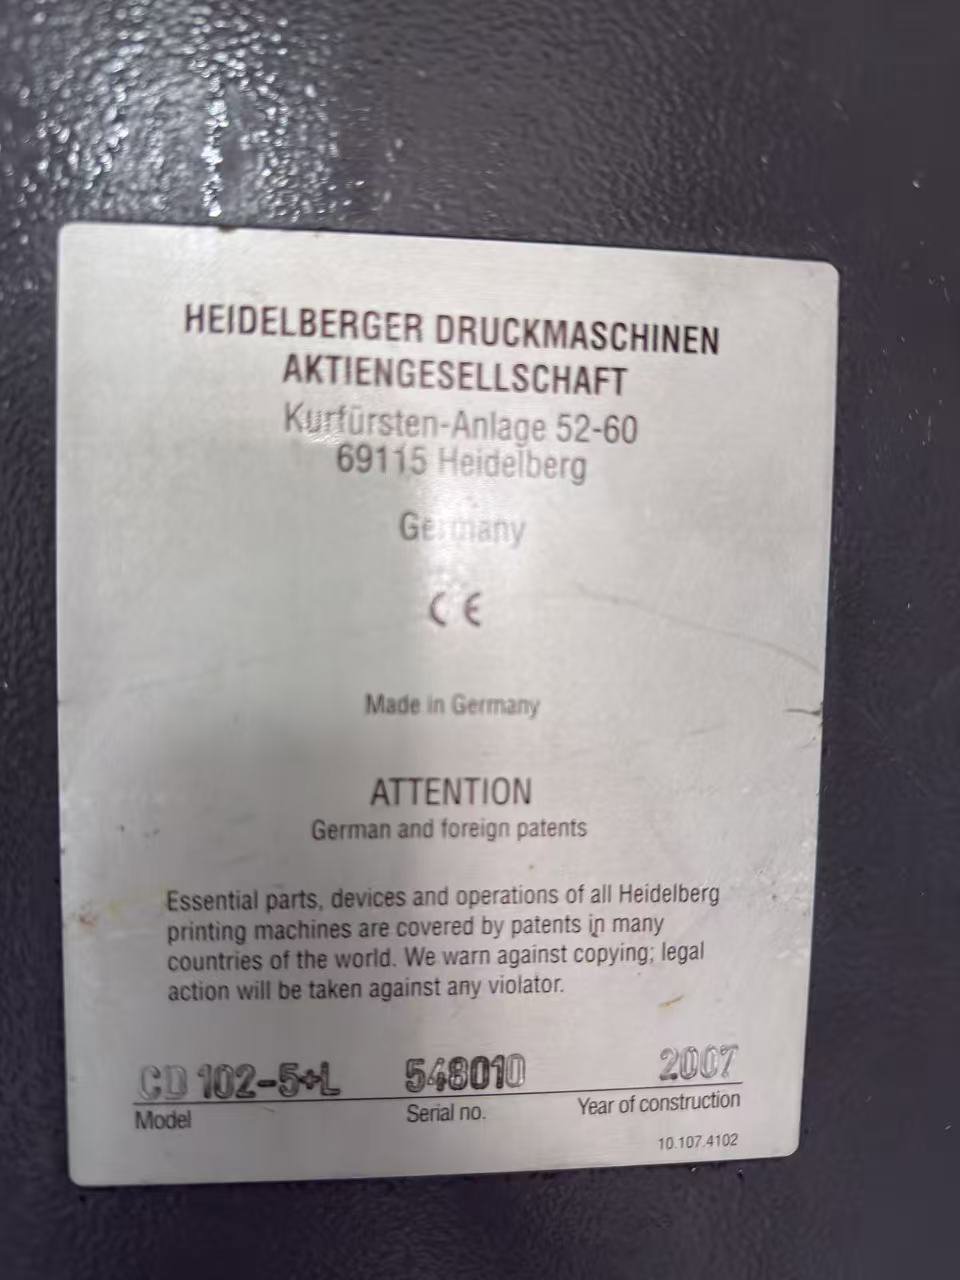 HEIDELBERGER DRUCKMASCHINEN
AKTIENGESELLSCHAFT
Kurfürsten-Anlage 52-60
69115 Heidelberg
Germany
CE
Made in Germany
ATTENTION
German and foreign patents
Essential parts, devices and operations of all Heidelberg
printing machines are covered by patents in many
countries of the world. We warn against copying; legal
action will be taken against any violator.
CD 102-5+L 548010 2007
Model Serial no. Year of construction
10.107.4102